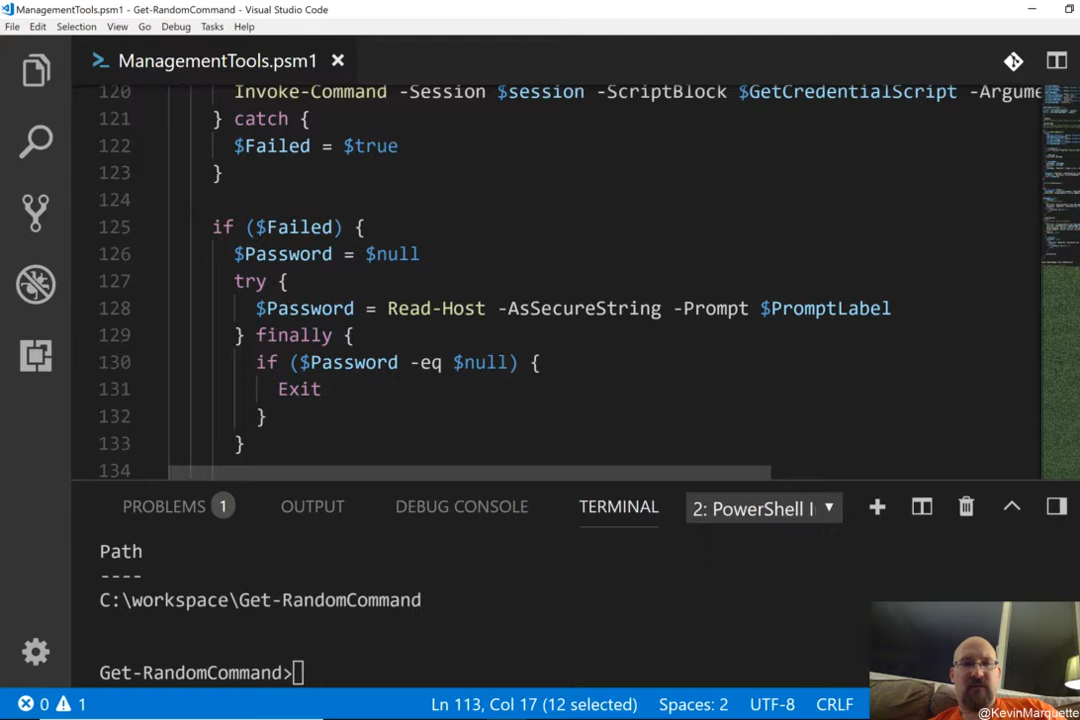 ManagementTools.psm1 - Get-RandomCommand - Visual Studio Code
File Edit Selection View Go Debug Tasks Help
ManagementTools.psm1
120 Invoke-Command -Session $session -ScriptBlock $GetCredentialScript -Argume
121 } catch {
122 $Failed = $true
123 }
124
125 if ($Failed) {
126 $Password = $null
127 try {
128 $Password = Read-Host -AsSecureString -Prompt $PromptLabel
129 } finally {
130 if ($Password -eq $null) {
131 Exit
132 }
133 }
134
PROBLEMS 1 OUTPUT DEBUG CONSOLE TERMINAL 2: PowerShell I
Path
----
C:\workspace\Get-RandomCommand
Get-RandomCommand>
0 1 Ln 113, Col 17 (12 selected) Spaces: 2 UTF-8 CRLF
@KevinMarquette